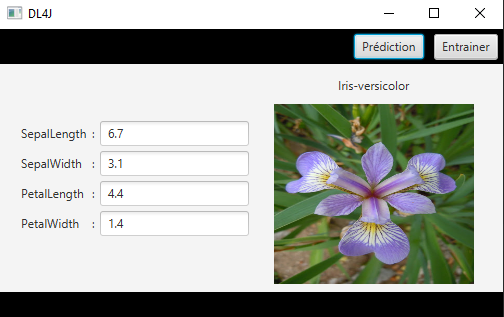 DL4J
Prédiction Entrainer
Iris-versicolor
SepalLength : 6.7
SepalWidth : 3.1
PetalLength : 4.4
PetalWidth : 1.4